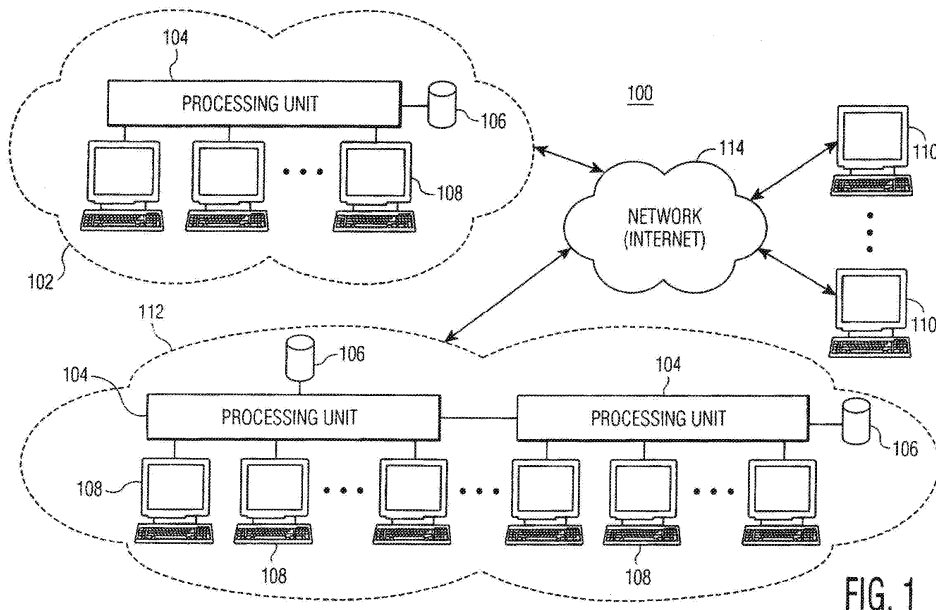 104
PROCESSING UNIT
106
108
102
100
114
NETWORK
(INTERNET)
110
110
112
106
104
PROCESSING UNIT
104
PROCESSING UNIT
106
108
108
108
FIG. 1